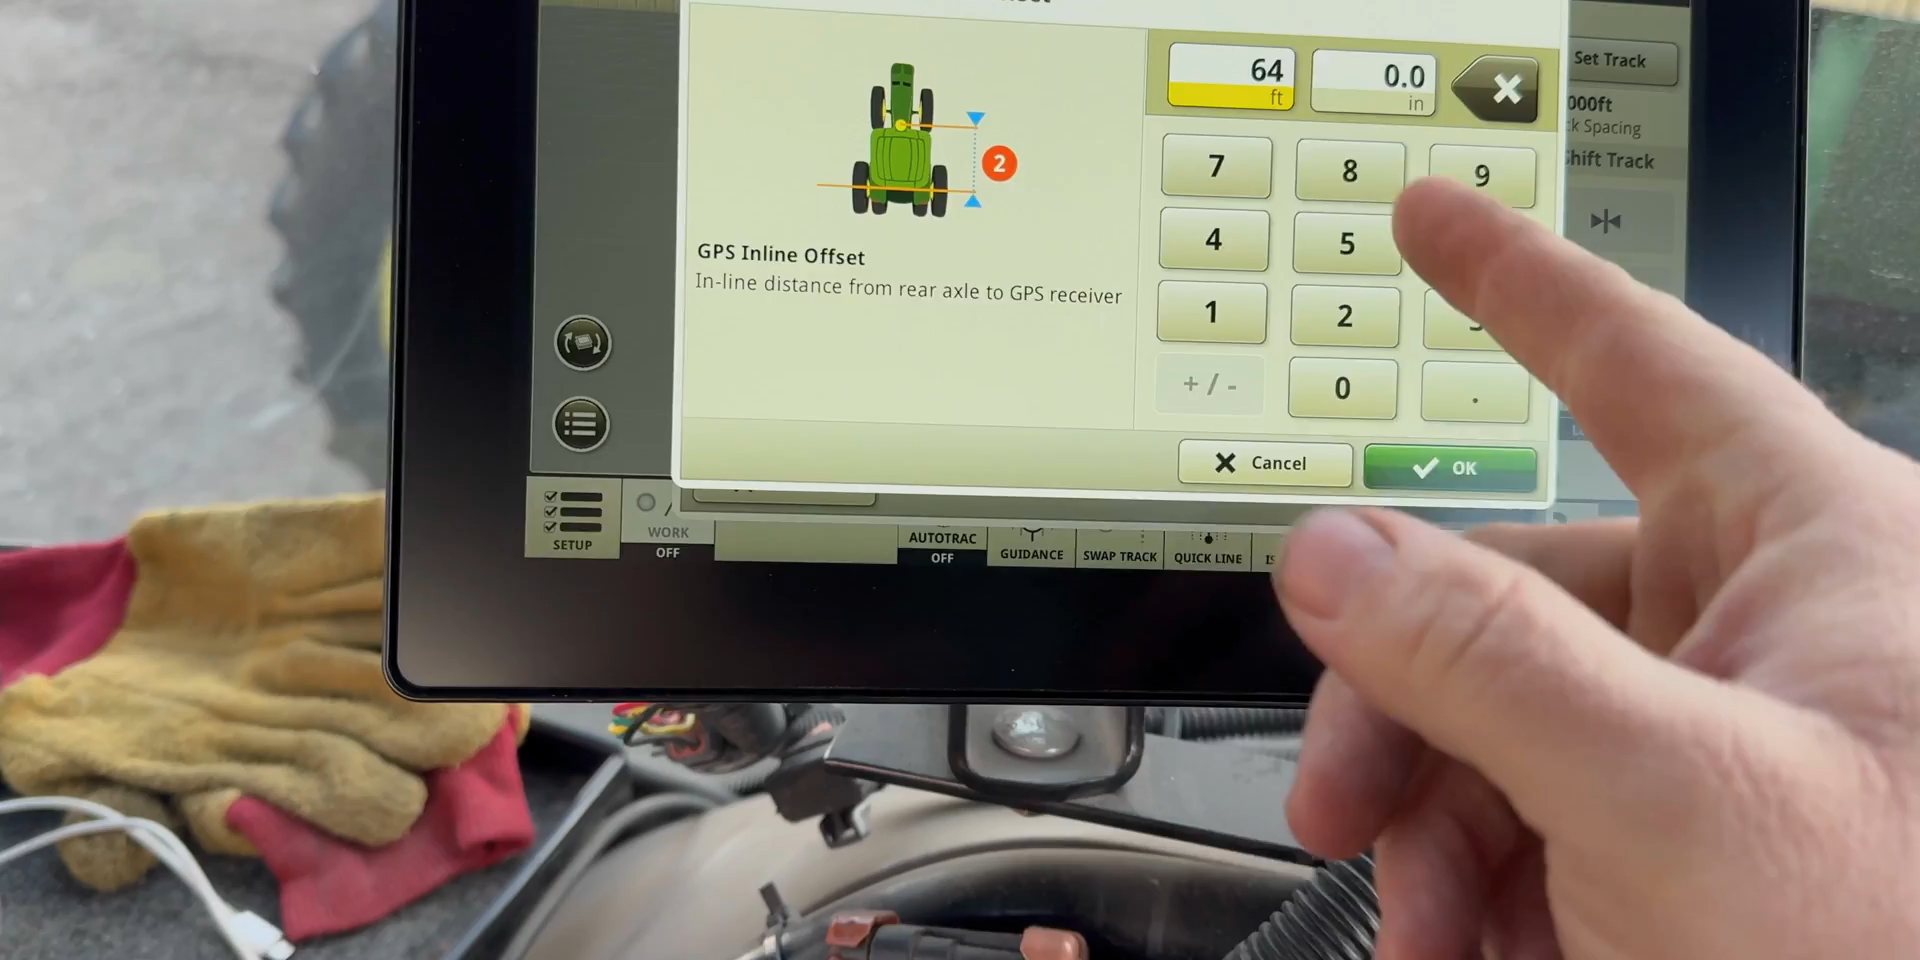 64
ft
0.0
in
Set Track
000ft
k Spacing
Shift Track
2
7
8
9
4
5
1
2
+ / -
0
.
GPS Inline Offset
In-line distance from rear axle to GPS receiver
Cancel
OK
SETUP
WORK
OFF
AUTOTRAC
OFF
GUIDANCE
SWAP TRACK
QUICK LINE